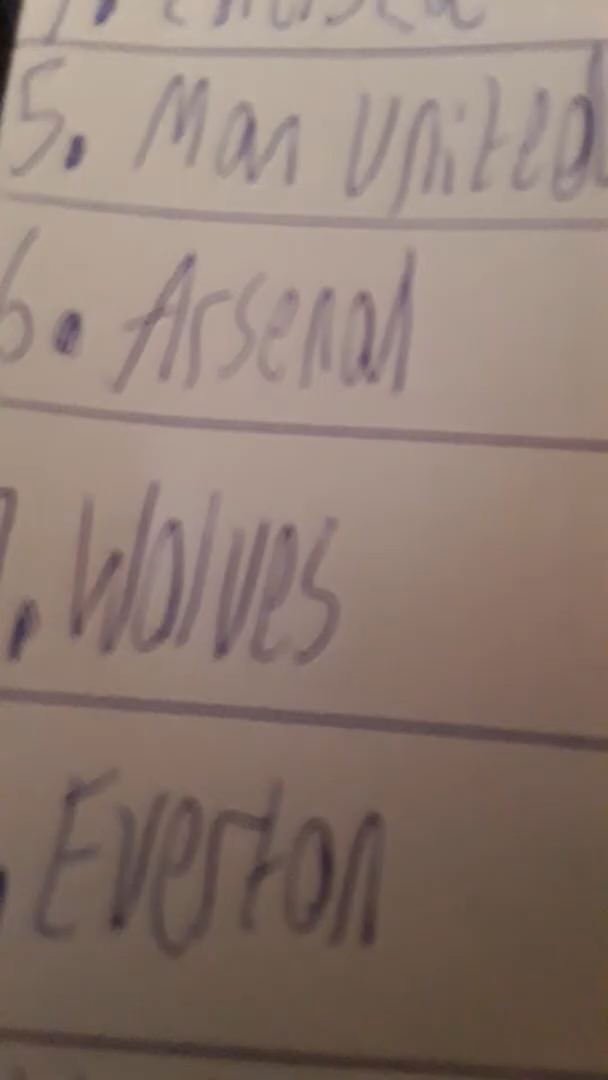 5. Man United
6. Arsenal
. Wolves
. Everton